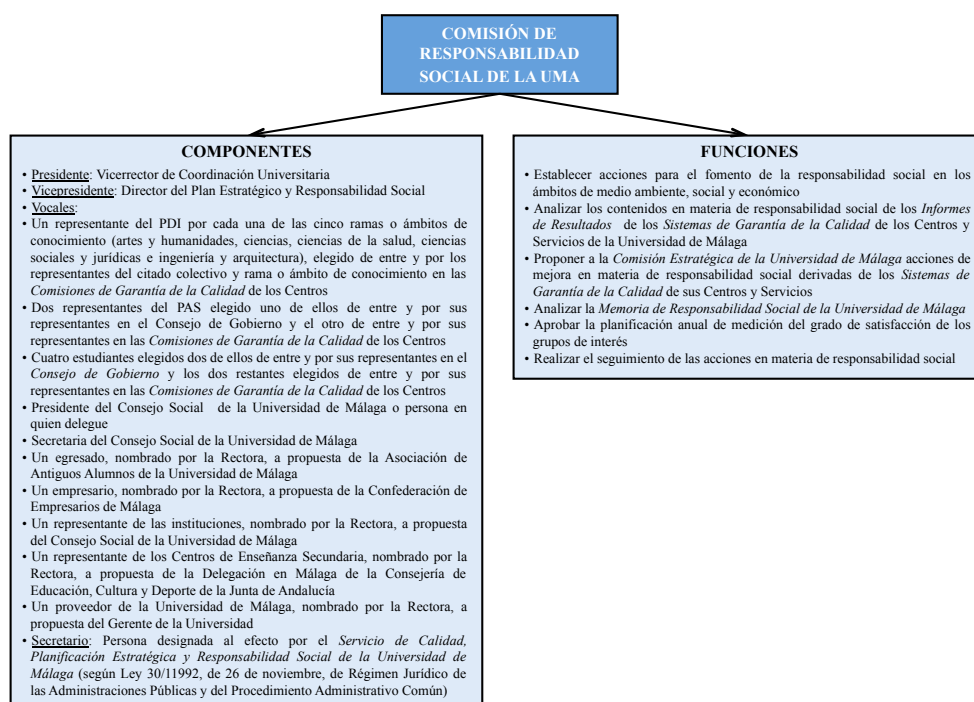 COMISIÓN DE
RESPONSABILIDAD
SOCIAL DE LA UMA
COMPONENTES
• Presidente: Vicerrector de Coordinación Universitaria
• Vicepresidente: Director del Plan Estratégico y Responsabilidad Social
• Vocales:
• Un representante del PDI por cada una de las cinco ramas o ámbitos de
conocimiento (artes y humanidades, ciencias, ciencias de la salud, ciencias
sociales y jurídicas e ingeniería y arquitectura), elegido de entre y por los
representantes del citado colectivo y rama o ámbito de conocimiento en las
Comisiones de Garantía de la Calidad de los Centros
• Dos representantes del PAS elegido uno de ellos de entre y por sus
representantes en el Consejo de Gobierno y el otro de entre y por sus
representantes en las Comisiones de Garantía de la Calidad de los Centros
• Cuatro estudiantes elegidos dos de ellos de entre y por sus representantes en el
Consejo de Gobierno y los dos restantes elegidos de entre y por sus
representantes en las Comisiones de Garantía de la Calidad de los Centros
• Presidente del Consejo Social de la Universidad de Málaga o persona en
quien delegue
• Secretaria del Consejo Social de la Universidad de Málaga
• Un egresado, nombrado por la Rectora, a propuesta de la Asociación de
Antiguos Alumnos de la Universidad de Málaga
• Un empresario, nombrado por la Rectora, a propuesta de la Confederación de
Empresarios de Málaga
• Un representante de las instituciones, nombrado por la Rectora, a propuesta
del Consejo Social de la Universidad de Málaga
• Un representante de los Centros de Enseñanza Secundaria, nombrado por la
Rectora, a propuesta de la Delegación en Málaga de la Consejería de
Educación, Cultura y Deporte de la Junta de Andalucía
• Un proveedor de la Universidad de Málaga, nombrado por la Rectora, a
propuesta del Gerente de la Universidad
• Secretario: Persona designada al efecto por el Servicio de Calidad,
Planificación Estratégica y Responsabilidad Social de la Universidad de
Málaga (según Ley 30/11992, de 26 de noviembre, de Régimen Jurídico de
las Administraciones Públicas y del Procedimiento Administrativo Común)
FUNCIONES
• Establecer acciones para el fomento de la responsabilidad social en los
ámbitos de medio ambiente, social y económico
• Analizar los contenidos en materia de responsabilidad social de los Informes
de Resultados de los Sistemas de Garantía de la Calidad de los Centros y
Servicios de la Universidad de Málaga
• Proponer a la Comisión Estratégica de la Universidad de Málaga acciones de
mejora en materia de responsabilidad social derivadas de los Sistemas de
Garantía de la Calidad de sus Centros y Servicios
• Analizar la Memoria de Responsabilidad Social de la Universidad de Málaga
• Aprobar la planificación anual de medición del grado de satisfacción de los
grupos de interés
• Realizar el seguimiento de las acciones en materia de responsabilidad social